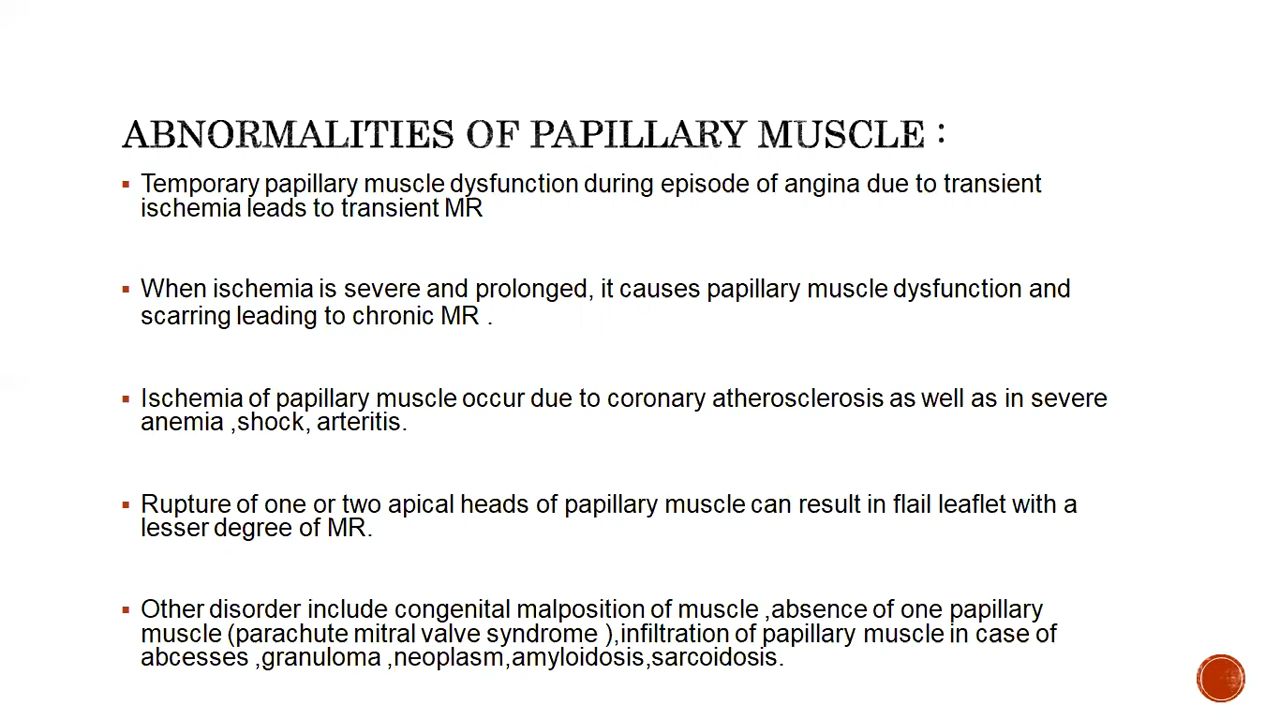 ABNORMALITIES OF PAPILLARY MUSCLE :
▪ Temporary papillary muscle dysfunction during episode of angina due to transient
ischemia leads to transient MR
▪ When ischemia is severe and prolonged, it causes papillary muscle dysfunction and
scarring leading to chronic MR .
▪ Ischemia of papillary muscle occur due to coronary atherosclerosis as well as in severe
anemia ,shock, arteritis.
▪ Rupture of one or two apical heads of papillary muscle can result in flail leaflet with a
lesser degree of MR.
▪ Other disorder include congenital malposition of muscle ,absence of one papillary
muscle (parachute mitral valve syndrome ),infiltration of papillary muscle in case of
abcesses ,granuloma ,neoplasm,amyloidosis,sarcoidosis.